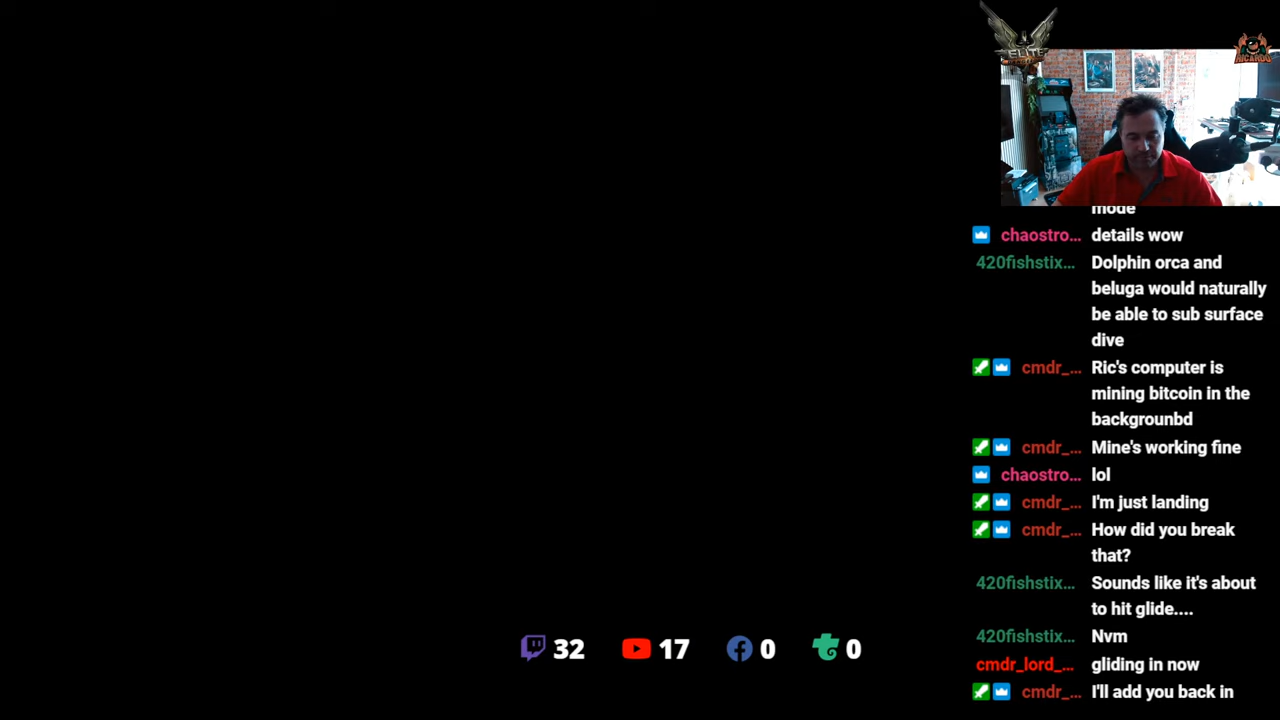 ELITE
RICARDO
mode
chaostro… details wow
420fishstix… Dolphin orca and
beluga would naturally
be able to sub surface
dive
cmdr_… Ric's computer is
mining bitcoin in the
backgrounbd
cmdr_… Mine's working fine
chaostro… lol
cmdr_… I'm just landing
cmdr_… How did you break
that?
420fishstix… Sounds like it's about
to hit glide....
420fishstix… Nvm
cmdr_lord_… gliding in now
cmdr_… I'll add you back in
32 17 0 0